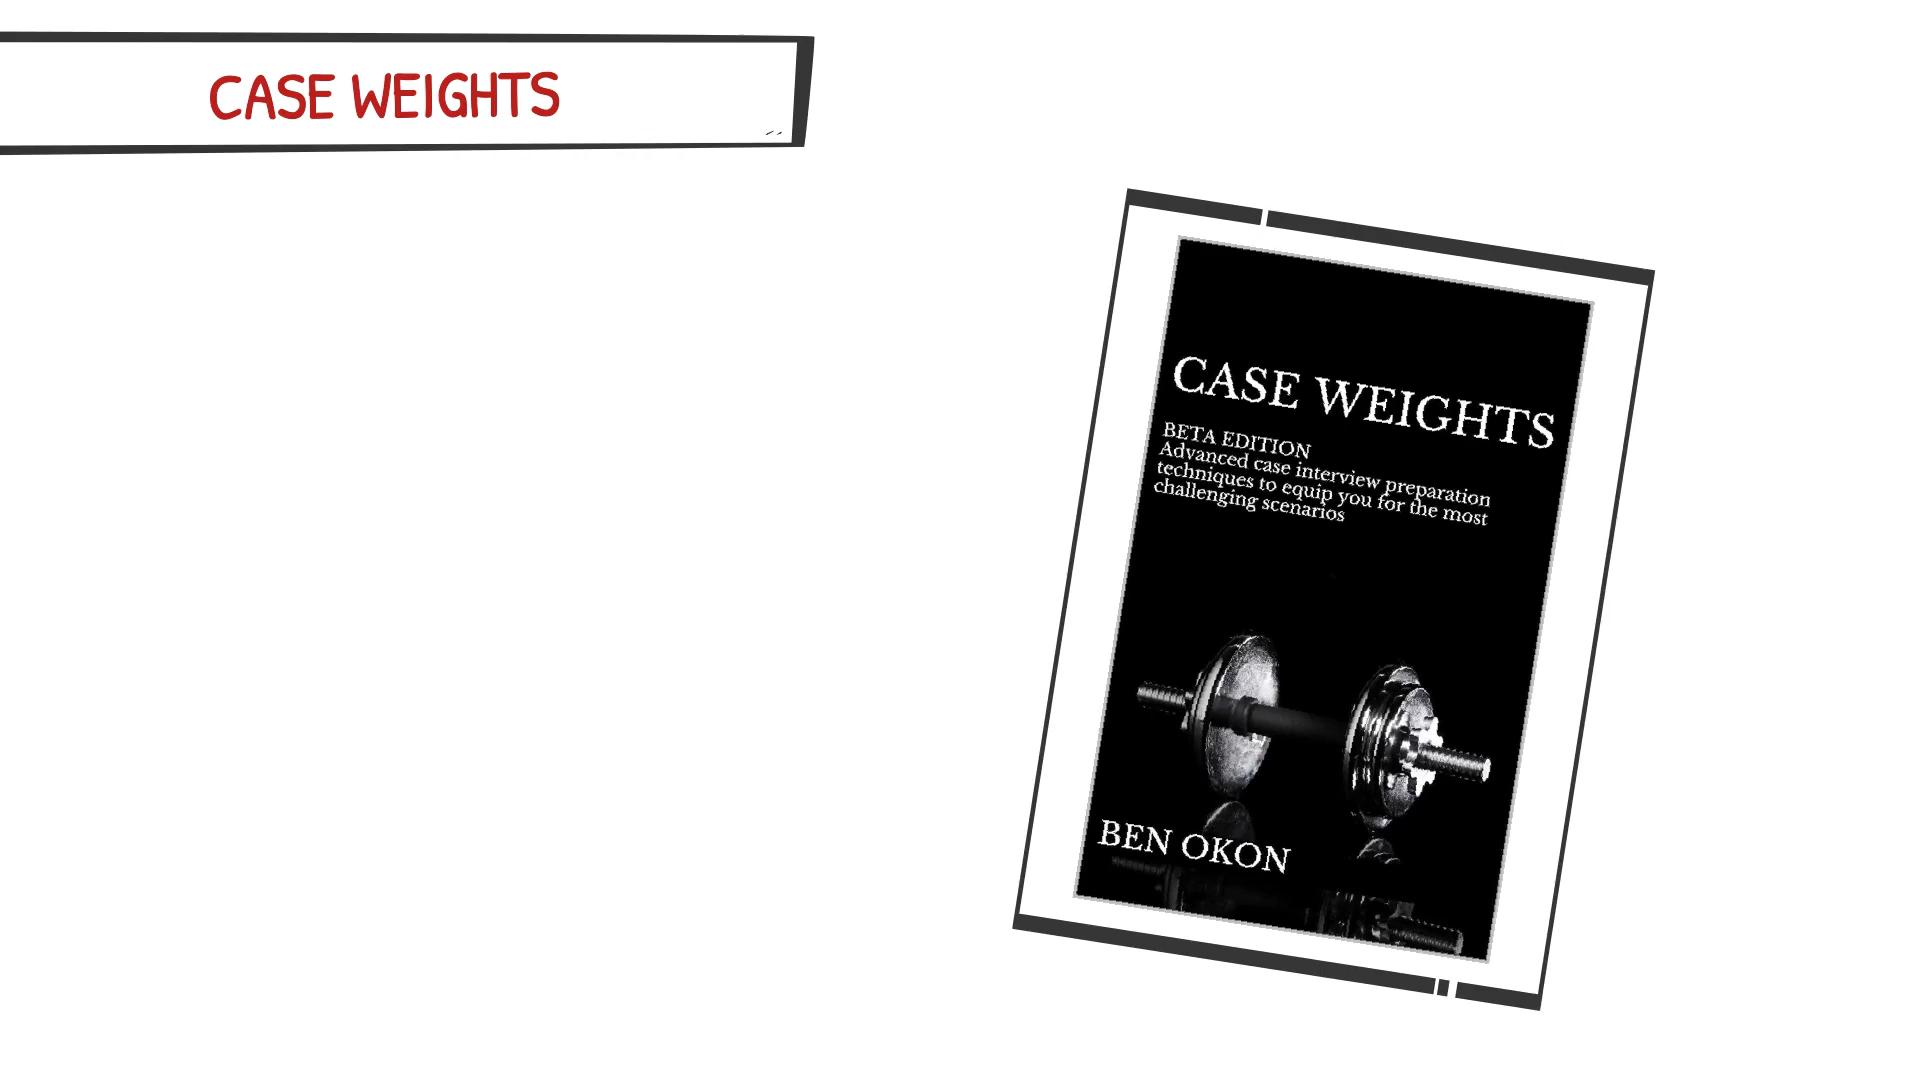 CASE WEIGHTS
CASE WEIGHTS
BETA EDITION
Advanced case interview preparation
techniques to equip you for the most
challenging scenarios
BEN OKON